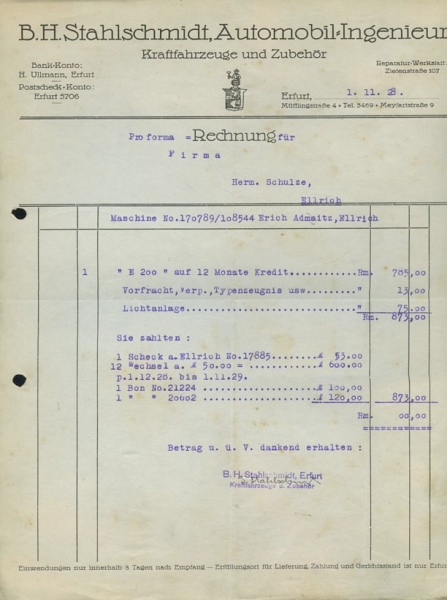 B.H. Stahlschmidt, Automobil-Ingenieur
Kraftfahrzeuge und Zubehör
Bank-Konto:
H. Ullmann, Erfurt
Postscheck-Konto:
Erfurt 5706
Reparatur-Werkstatt
Zietenstraße 107
Erfurt, 1. 11. 28.
Müfflingstraße 4 • Tel. 3469 • Meyfartstraße 9
Proforma = Rechnung für
Firma
Herm. Schulze,
Ellrich
Maschine No.170789/108544 Erich Admaitz, Ellrich
1 " E 200 " auf 12 Monate Kredit........... Rm. 785,00
Vorfracht, verp., Typenzeugnis usw........." 13,00
Lichtanlage............................." 75,00
Rm. 873,00
Sie zahlten :
1 Scheck a. Ellrich No.17885........ 53.00
12 Wechsel a. 50.00 = ........ 600.00
p.1.12.28. bis 1.11.29.
1 Bon No.21224 .................. 100,00
1 " " 20002 .................. 120,00 873,00
Rm. 00,00
============
Betrag u. ü. V. dankend erhalten :
B. H. Stahlschmidt, Erfurt
Kraftfahrzeuge u. Zubehör
Einwendungen nur innerhalb 8 Tagen nach Empfang — Erfüllungsort für Lieferung, Zahlung und Gerichtsstand ist nur Erfur